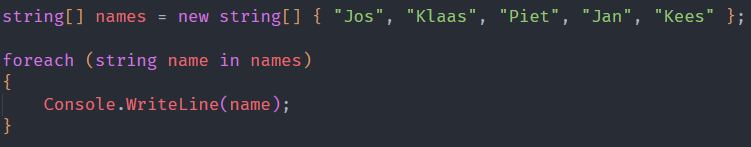 string[] names = new string[] { "Jos", "Klaas", "Piet", "Jan", "Kees" };
foreach (string name in names)
{
    Console.WriteLine(name);
}